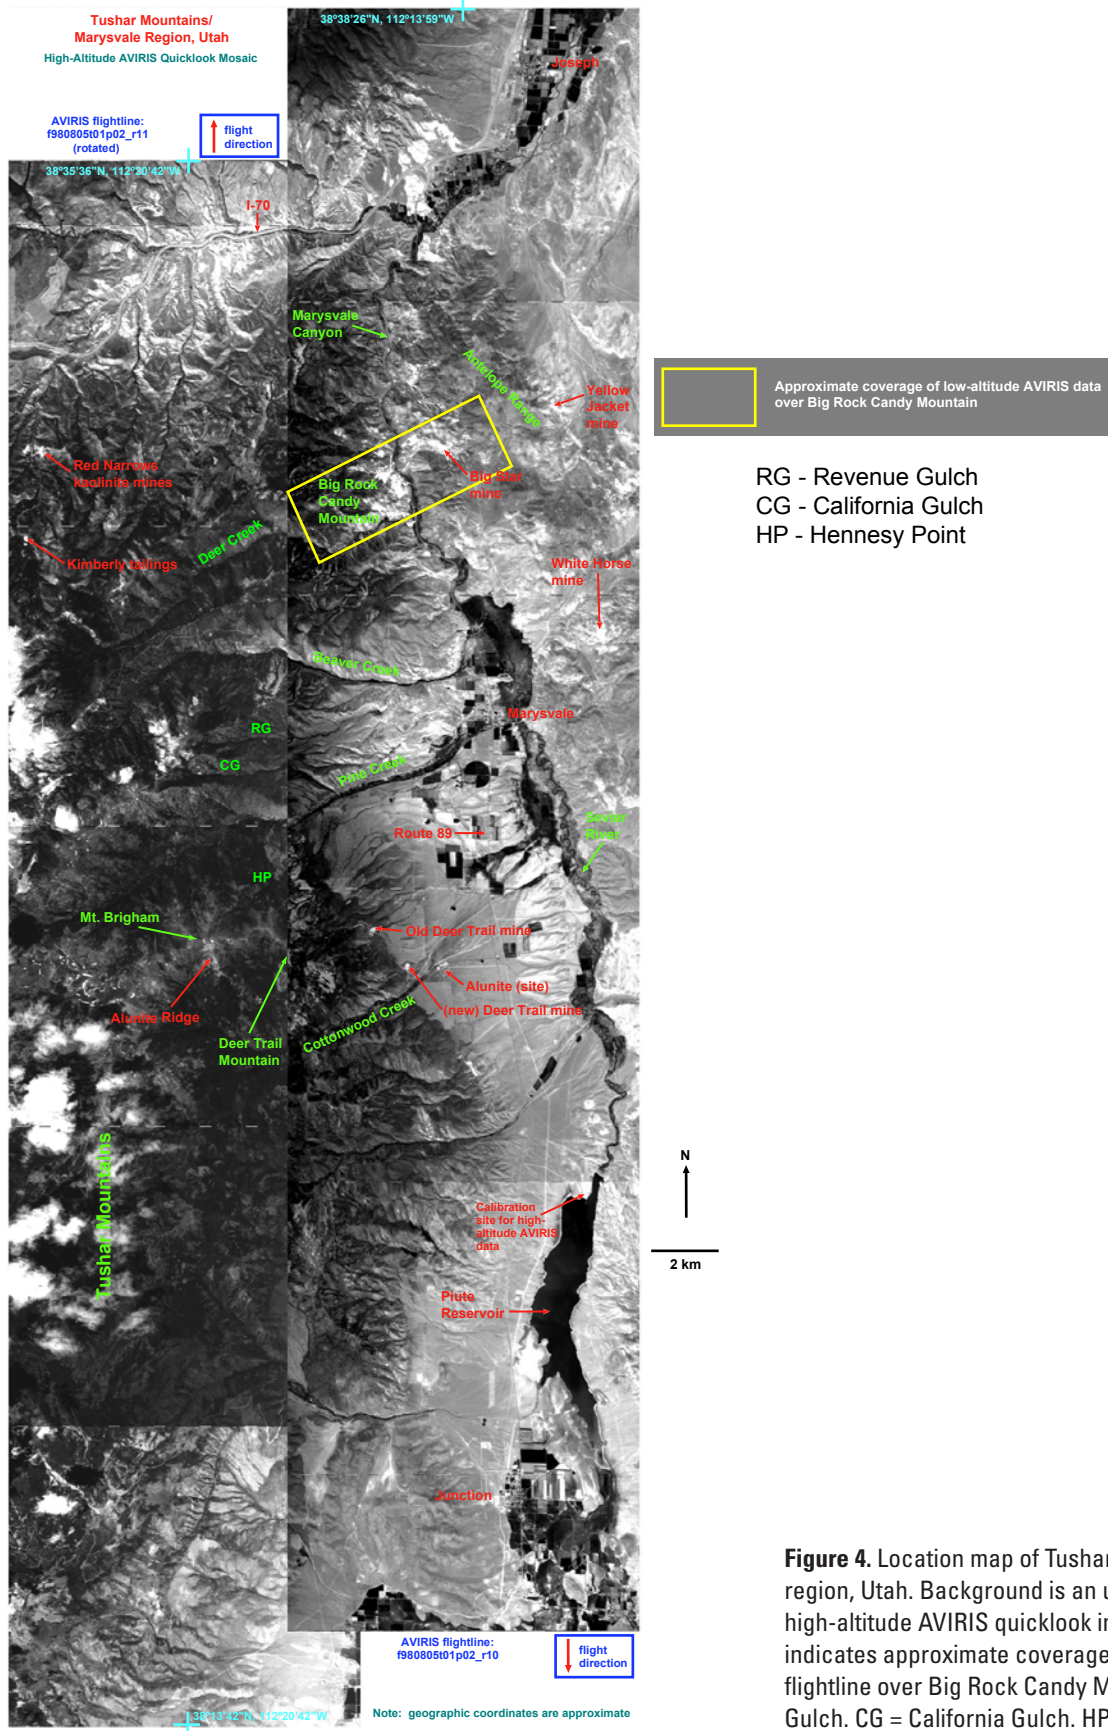 Tushar Mountains/
Marysvale Region, Utah
High-Altitude AVIRIS Quicklook Mosaic
AVIRIS flightline:
f980805t01p02_r11
(rotated)
flight
direction
38°38'26"N, 112°13'59"W
38°35'36"N, 112°20'42"W
Joseph
I-70
Marysvale
Canyon
Antelope Range
Yellow
Jacket
mine
Approximate coverage of low-altitude AVIRIS data
over Big Rock Candy Mountain
RG - Revenue Gulch
CG - California Gulch
HP - Hennesy Point
Red Narrows
kaolinite mines
Big Rock
Candy
Mountain
Big Star
mine
Deer Creek
Kimberly tailings
White Horse
mine
Beaver Creek
RG
Marysvale
CG
Pine Creek
Route 89
Sevier
River
HP
Mt. Brigham
Old Deer Trail mine
Alunite (site)
(new) Deer Trail mine
Alunite Ridge
Cottonwood Creek
Deer Trail
Mountain
Tushar Mountains
N
2 km
Calibration
site for high-
altitude AVIRIS
data
Piute
Reservoir
Junction
Figure 4. Location map of Tushar
region, Utah. Background is an u
high-altitude AVIRIS quicklook in
indicates approximate coverage
flightline over Big Rock Candy M
Gulch. CG = California Gulch. HP
AVIRIS flightline:
f980805t01p02_r10
flight
direction
38°13'42"N, 112°20'42"W
Note: geographic coordinates are approximate